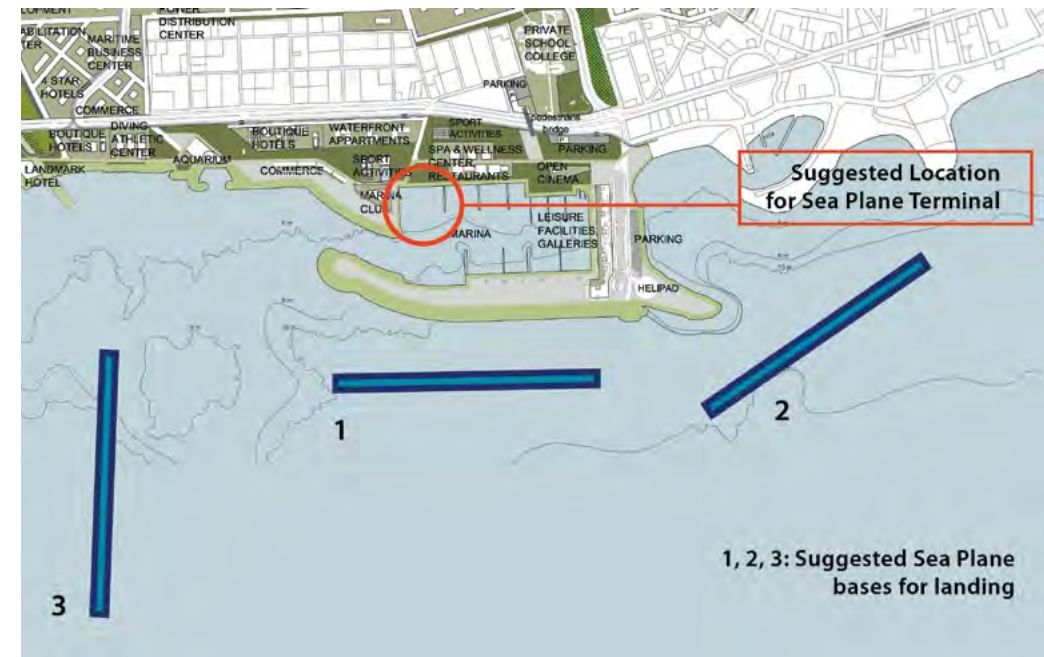 POWER
DISTRIBUTION
CENTER
MARITIME
BUSINESS
CENTER
4 STAR
HOTELS
COMMERCE
PRIVATE
SCHOOL -
COLLEGE
PARKING
pedestrians
bridge
P
PARKING
BOUTIQUE
HOTELS
DIVING
ATHLETIC
CENTER
BOUTIQUE
HOTELS
WATERFRONT
APPARTMENTS
SPORT
ACTIVITIES
SPA & WELLNESS
CENTER,
RESTAURANTS
OPEN
CINEMA
LANDMARK
HOTEL
AQUARIUM
COMMERCE
SPORT
ACTIVITIES
MARINA
CLUB
MARINA
LEISURE
FACILITIES,
GALLERIES
PARKING
HELIPAD
Suggested Location
for Sea Plane Terminal
1
2
3
1, 2, 3: Suggested Sea Plane
bases for landing